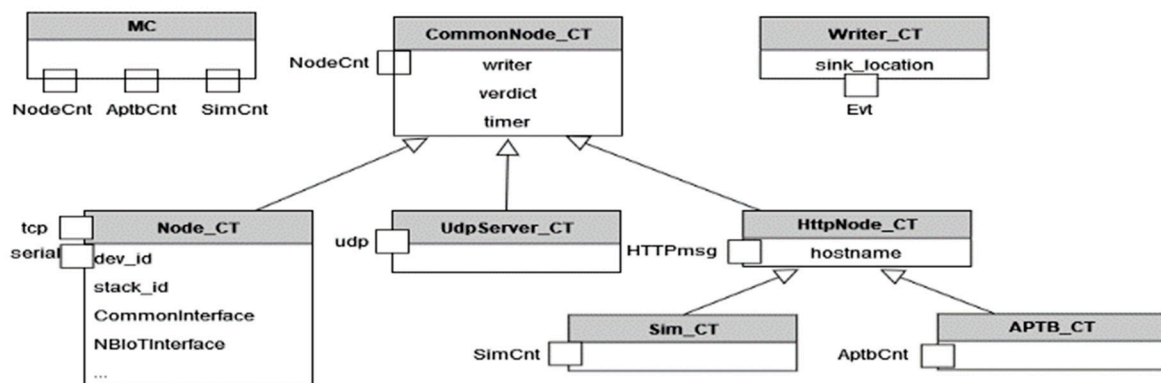 MC
NodeCnt AptbCnt SimCnt
CommonNode_CT
NodeCnt
writer
verdict
timer
Writer_CT
sink_location
Evt
tcp
serial
Node_CT
dev_id
stack_id
CommonInterface
NBIoTInterface
...
udp
UdpServer_CT
HTTPmsg
HttpNode_CT
hostname
SimCnt
Sim_CT
AptbCnt
APTB_CT